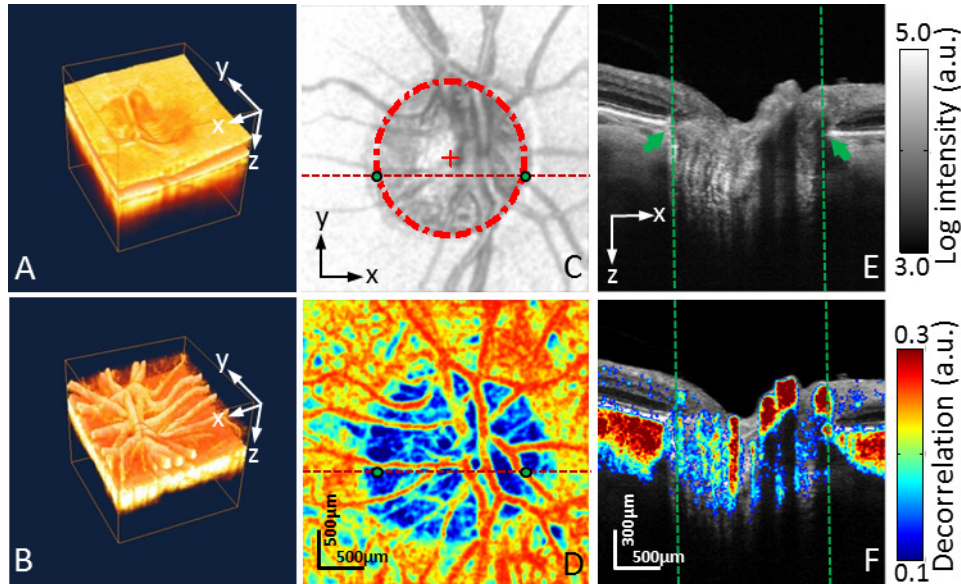 y
x
z
A
y
x
C
5.0
Log intensity (a.u.)
3.0
x
z
E
y
x
z
B
500µm
500µm
D
300µm
500µm
F
0.3
Decorrelation (a.u.)
0.1